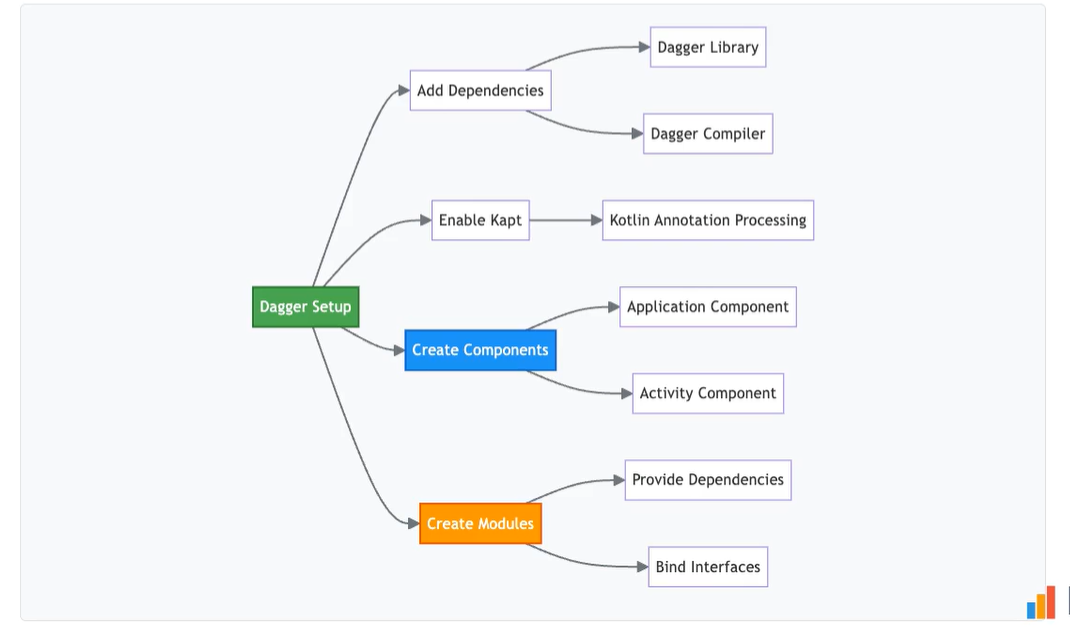 Dagger Library
Add Dependencies
Dagger Compiler
Enable Kapt
Kotlin Annotation Processing
Dagger Setup
Application Component
Create Components
Activity Component
Provide Dependencies
Create Modules
Bind Interfaces